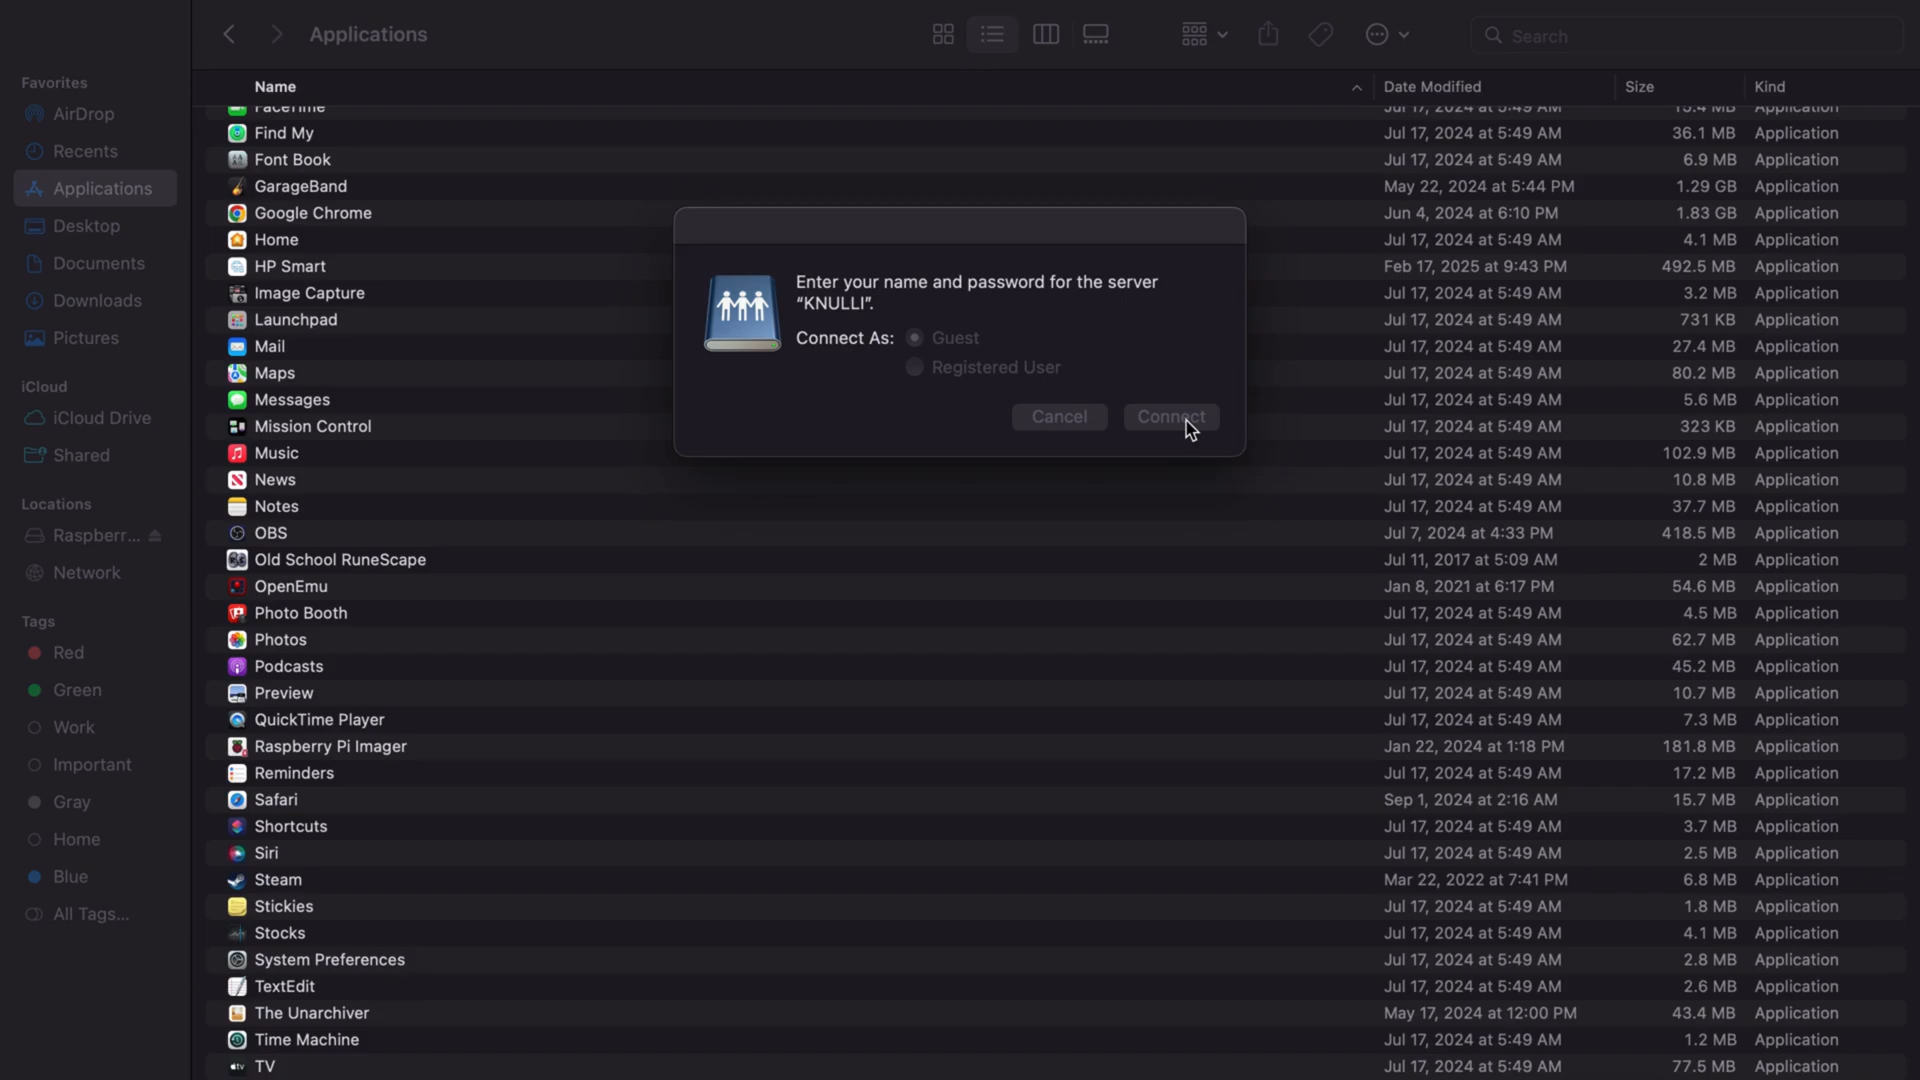 Applications
Search
Favorites
AirDrop
Recents
Applications
Desktop
Documents
Downloads
Pictures
iCloud
iCloud Drive
Shared
Locations
Raspberr...
Network
Tags
Red
Green
Work
Important
Gray
Home
Blue
All Tags...
Name Date Modified Size Kind
FaceTime Jul 17, 2024 at 5:49 AM 15.4 MB Application
Find My Jul 17, 2024 at 5:49 AM 36.1 MB Application
Font Book Jul 17, 2024 at 5:49 AM 6.9 MB Application
GarageBand May 22, 2024 at 5:44 PM 1.29 GB Application
Google Chrome Jun 4, 2024 at 6:10 PM 1.83 GB Application
Home Jul 17, 2024 at 5:49 AM 4.1 MB Application
HP Smart Feb 17, 2025 at 9:43 PM 492.5 MB Application
Image Capture Jul 17, 2024 at 5:49 AM 3.2 MB Application
Launchpad Jul 17, 2024 at 5:49 AM 731 KB Application
Mail Jul 17, 2024 at 5:49 AM 27.4 MB Application
Maps Jul 17, 2024 at 5:49 AM 80.2 MB Application
Messages Jul 17, 2024 at 5:49 AM 5.6 MB Application
Mission Control Jul 17, 2024 at 5:49 AM 323 KB Application
Music Jul 17, 2024 at 5:49 AM 102.9 MB Application
News Jul 17, 2024 at 5:49 AM 10.8 MB Application
Notes Jul 17, 2024 at 5:49 AM 37.7 MB Application
OBS Jul 7, 2024 at 4:33 PM 418.5 MB Application
Old School RuneScape Jul 11, 2017 at 5:09 AM 2 MB Application
OpenEmu Jan 8, 2021 at 6:17 PM 54.6 MB Application
Photo Booth Jul 17, 2024 at 5:49 AM 4.5 MB Application
Photos Jul 17, 2024 at 5:49 AM 62.7 MB Application
Podcasts Jul 17, 2024 at 5:49 AM 45.2 MB Application
Preview Jul 17, 2024 at 5:49 AM 10.7 MB Application
QuickTime Player Jul 17, 2024 at 5:49 AM 7.3 MB Application
Raspberry Pi Imager Jan 22, 2024 at 1:18 PM 181.8 MB Application
Reminders Jul 17, 2024 at 5:49 AM 17.2 MB Application
Safari Sep 1, 2024 at 2:16 AM 15.7 MB Application
Shortcuts Jul 17, 2024 at 5:49 AM 3.7 MB Application
Siri Jul 17, 2024 at 5:49 AM 2.5 MB Application
Steam Mar 22, 2022 at 7:41 PM 6.8 MB Application
Stickies Jul 17, 2024 at 5:49 AM 1.8 MB Application
Stocks Jul 17, 2024 at 5:49 AM 4.1 MB Application
System Preferences Jul 17, 2024 at 5:49 AM 2.8 MB Application
TextEdit Jul 17, 2024 at 5:49 AM 2.6 MB Application
The Unarchiver May 17, 2024 at 12:00 PM 43.4 MB Application
Time Machine Jul 17, 2024 at 5:49 AM 1.2 MB Application
TV Jul 17, 2024 at 5:49 AM 77.5 MB Application
Enter your name and password for the server
“KNULLI”.
Connect As: Guest
Registered User
Cancel Connect